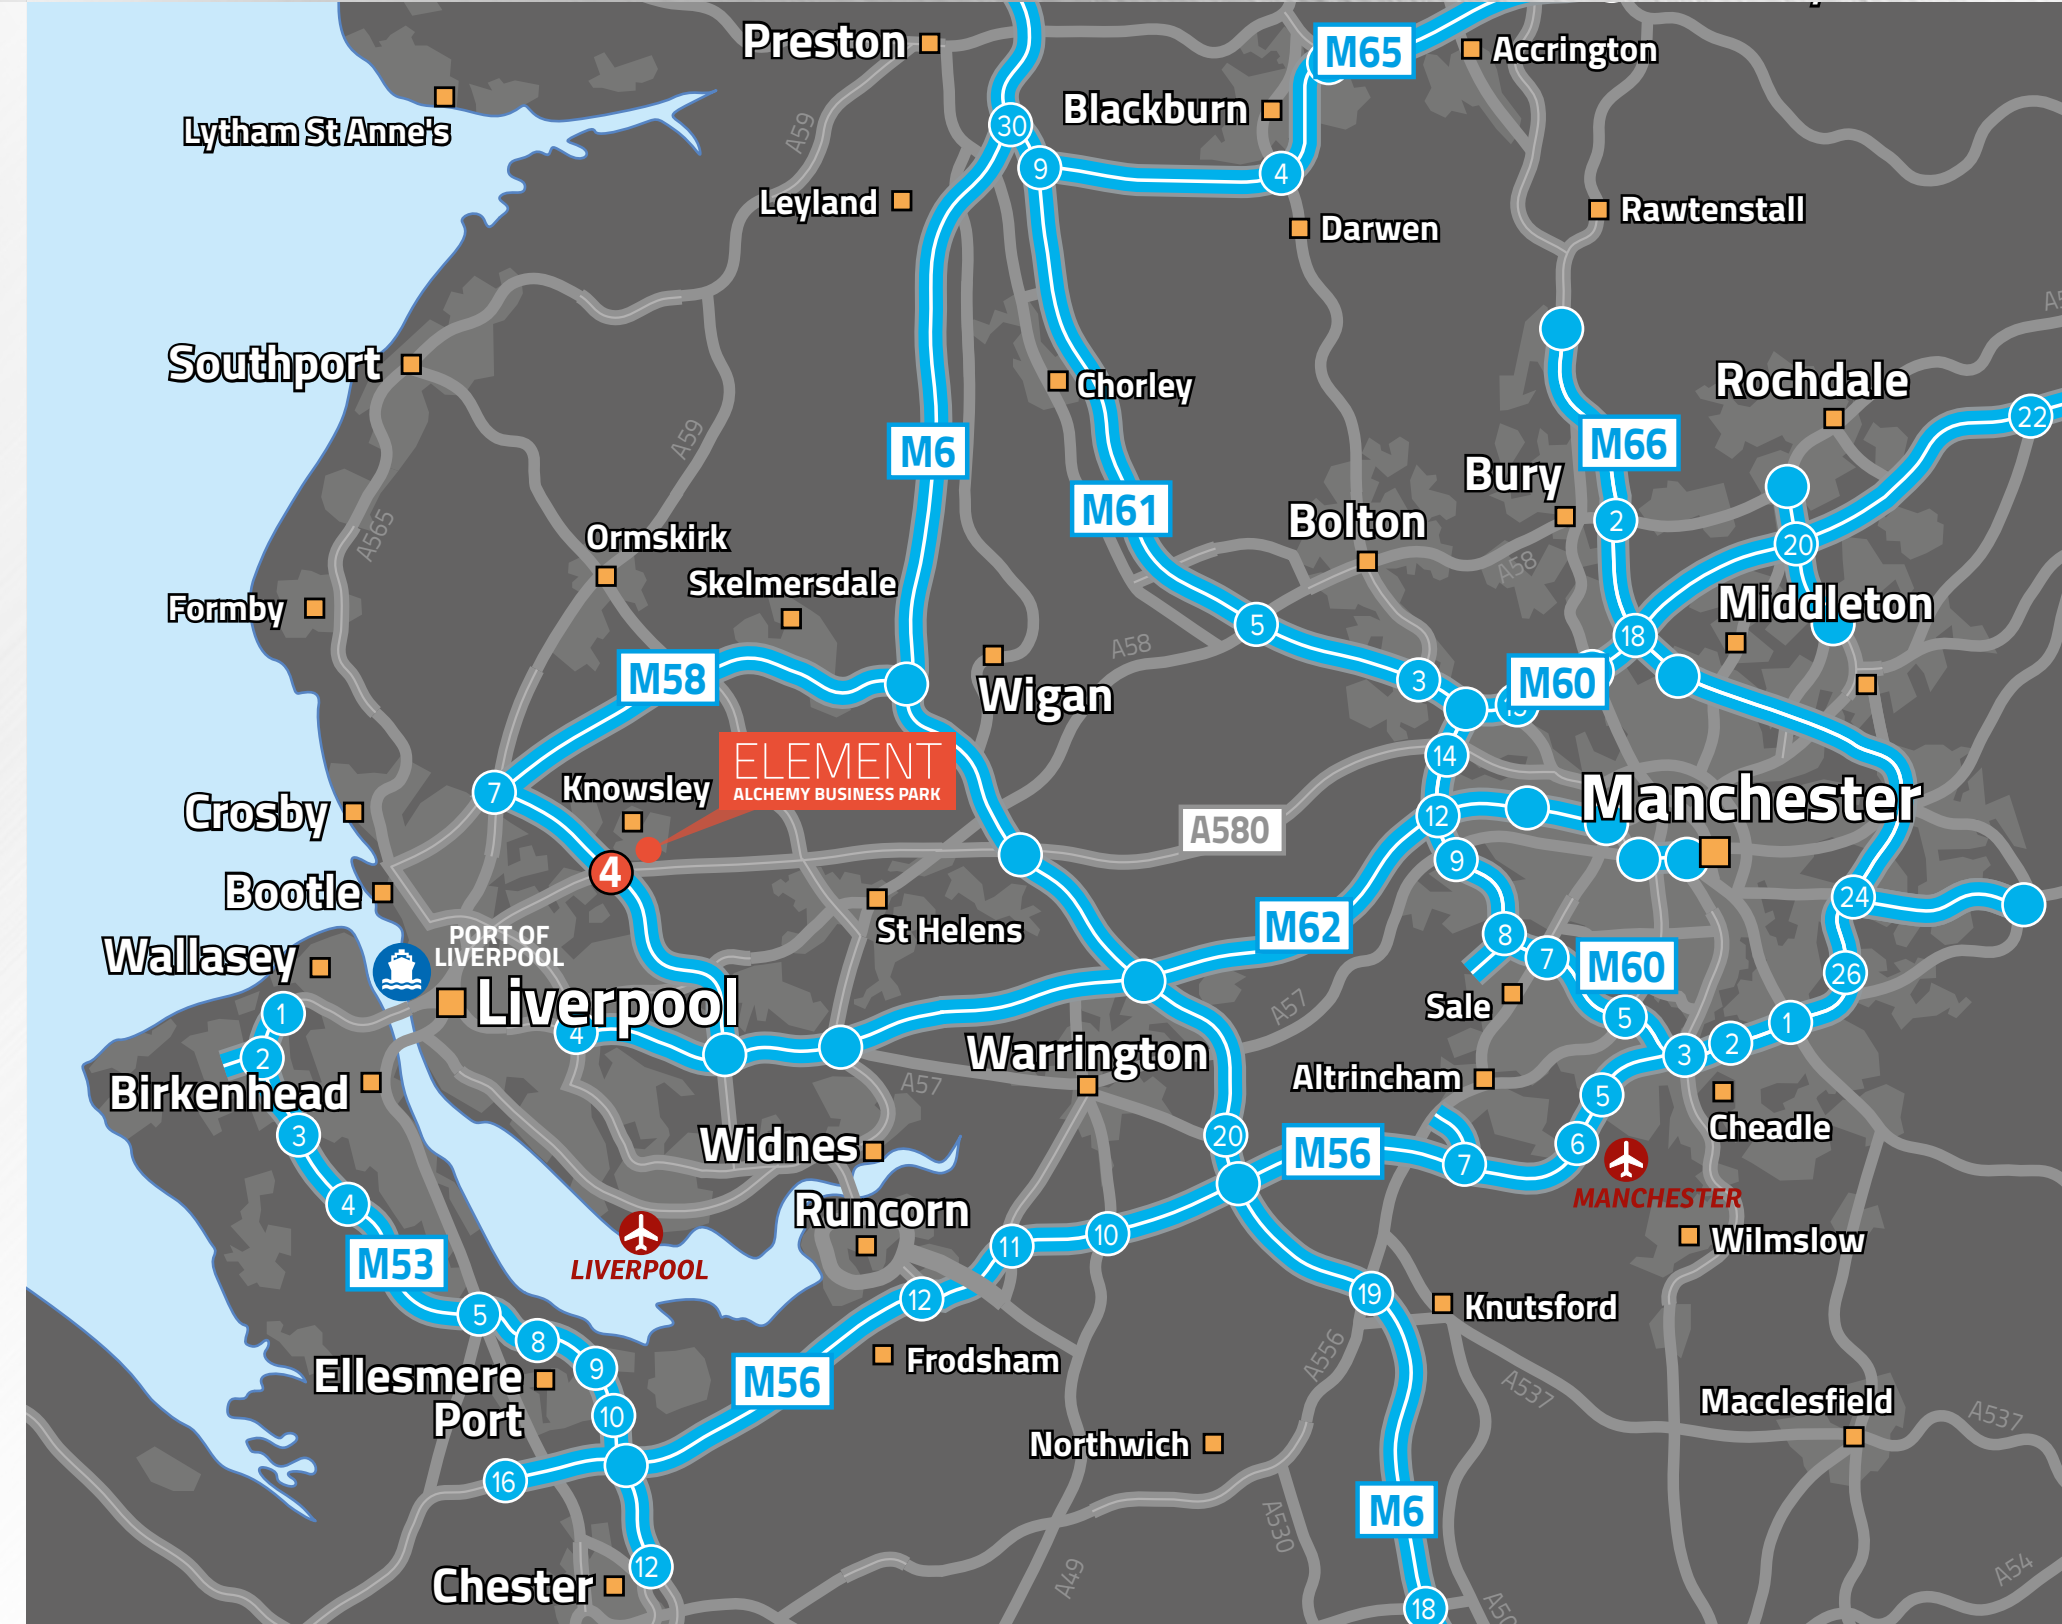 Preston
M65
Accrington
Lytham St Anne's
Blackburn
30
9
4
A59
Leyland
Darwen
Rawtenstall
Southport
Chorley
Rochdale
22
M6
M66
Bury
A59
M61
Bolton
2
20
A565
Ormskirk
A58
Skelmersdale
Formby
Middleton
5
18
A58
M58
Wigan
3
M60
14
7
Knowsley
ELEMENT
ALCHEMY BUSINESS PARK
Crosby
12
Manchester
A580
4
9
Bootle
24
St Helens
M62
8
PORT OF
LIVERPOOL
Wallasey
7
M60
26
Liverpool
Sale
A57
1
4
5
1
2
3
2
Warrington
Altrincham
A57
Birkenhead
5
Cheadle
3
20
Widnes
M56
7
6
MANCHESTER
4
Runcorn
LIVERPOOL
11
10
Wilmslow
M53
12
19
Knutsford
5
8
Frodsham
A556
9
Ellesmere
Port
M56
A537
Macclesfield
A537
10
Northwich
16
M6
A530
12
Chester
A49
A54
18